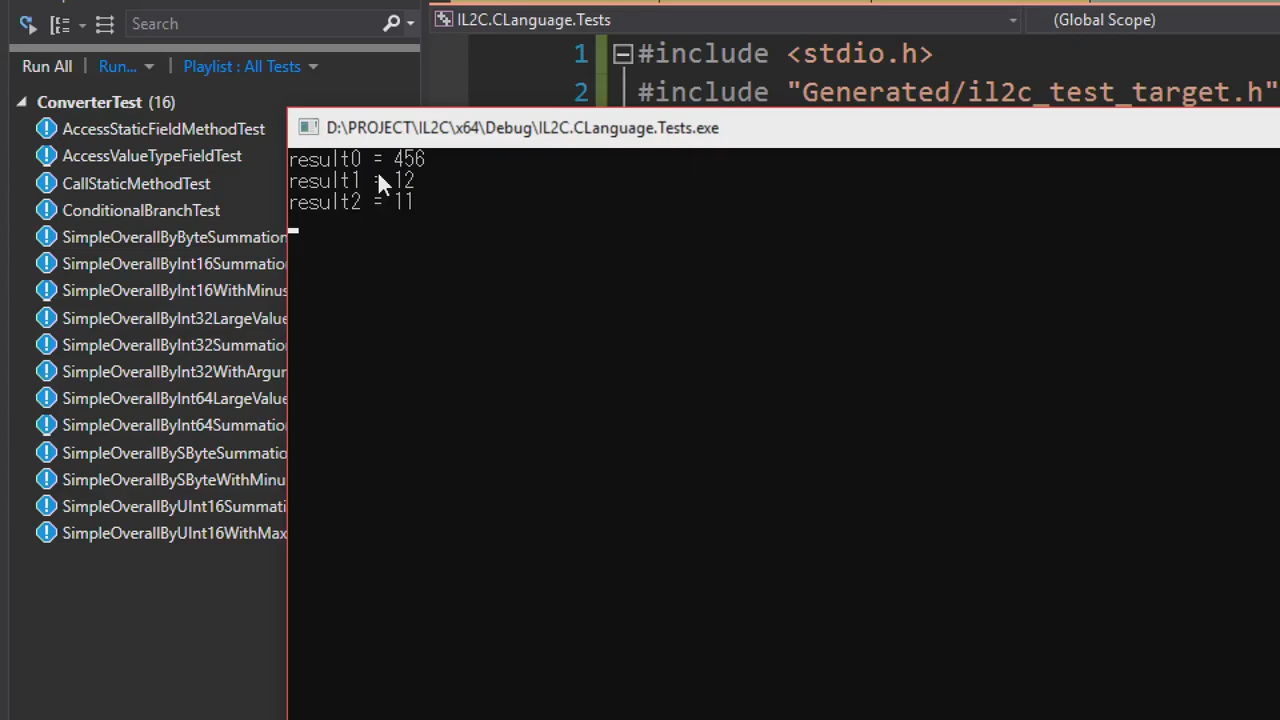 Search
IL2C.CLanguage.Tests
(Global Scope)
Run All | Run... | Playlist : All Tests
1 #include <stdio.h>
2 #include "Generated/il2c_test_target.h"
ConverterTest (16)
AccessStaticFieldMethodTest
AccessValueTypeFieldTest
CallStaticMethodTest
ConditionalBranchTest
SimpleOverallByByteSummation
SimpleOverallByInt16Summatio
SimpleOverallByInt16WithMinus
SimpleOverallByInt32LargeValue
SimpleOverallByInt32Summatio
SimpleOverallByInt32WithArgur
SimpleOverallByInt64LargeValue
SimpleOverallByInt64Summatio
SimpleOverallBySByteSummatio
SimpleOverallBySByteWithMinu
SimpleOverallByUInt16Summati
SimpleOverallByUInt16WithMax
D:\PROJECT\IL2C\x64\Debug\IL2C.CLanguage.Tests.exe
result0 = 456
result1 = 12
result2 = 11